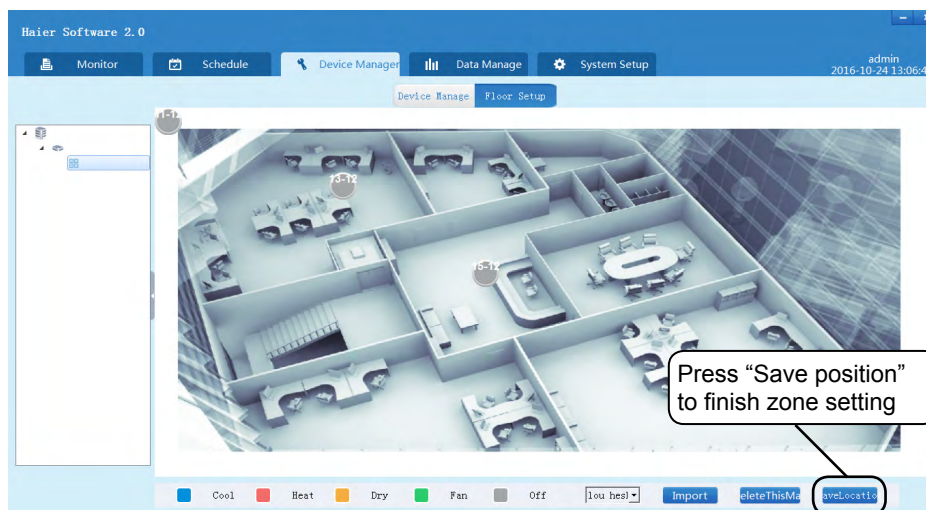 Haier Software 2.0
Monitor
Schedule
Device Manager
Data Manage
System Setup
admin
2016-10-24 13:06:4
Device Manage
Floor Setup
11-12
13-12
15-12
Press “Save position”
to finish zone setting
Cool
Heat
Dry
Fan
Off
lou hesl
Import
eleteThisMa
aveLocatio